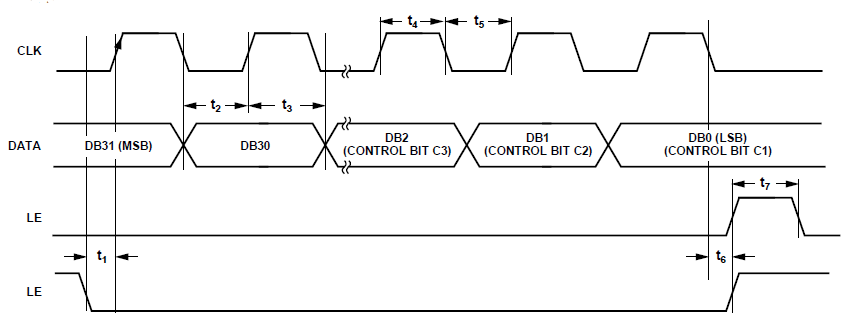 t4 t5
CLK
t2 t3
DATA DB31 (MSB) DB30 DB2 DB1 DB0 (LSB)
(CONTROL BIT C3) (CONTROL BIT C2) (CONTROL BIT C1)
t7
LE
t1 t6
LE